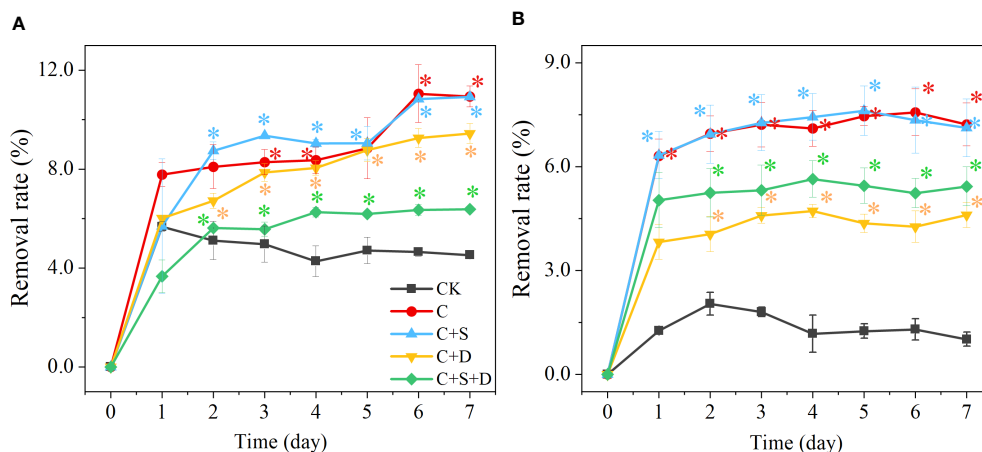 A
Removal rate (%)
12.0
8.0
4.0
0.0
0 1 2 3 4 5 6 7
Time (day)
CK
C
C+S
C+D
C+S+D
* * * * * * * * * * * * * * * * * * * * * *
B
Removal rate (%)
9.0
6.0
3.0
0.0
0 1 2 3 4 5 6 7
Time (day)